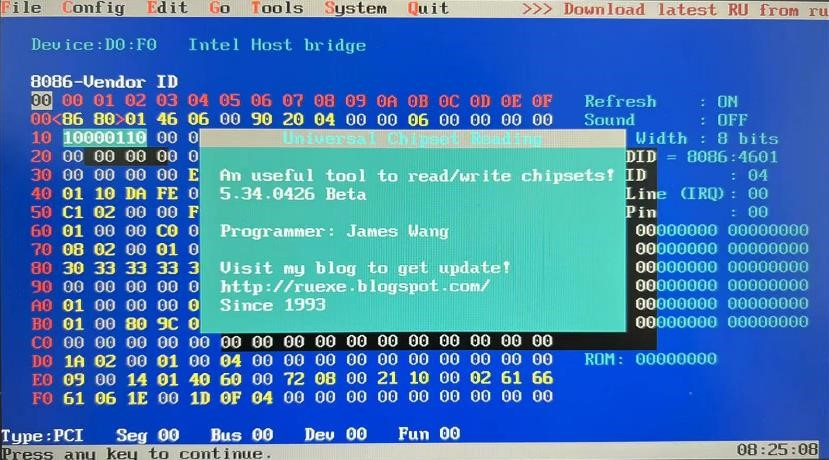 File Config Edit Go Tools System Quit >>> Download latest RU from ru
Device:D0:F0 Intel Host bridge
8086-Vendor ID
00 00 01 02 03 04 05 06 07 08 09 0A 0B 0C 0D 0E 0F Refresh : ON
00<86 80>01 46 06 00 90 20 04 00 00 06 00 00 00 00 Sound : OFF
10 10000110 00 0 Universal Chipset Reading Width : 8 bits
20 00 00 00 00 0 DID = 8086:4601
30 00 00 00 00 E An useful tool to read/write chipsets! ID : 04
40 01 10 DA FE 0 5.34.0426 Beta Line (IRQ): 00
50 C1 02 00 00 F Pin : 00
60 01 00 00 C0 0 Programmer: James Wang 00000000 00000000
70 08 02 00 01 0 00000000 00000000
80 30 33 33 33 3 Visit my blog to get update! 00000000 00000000
90 00 00 00 00 0 http://ruexe.blogspot.com/ 00000000 00000000
A0 01 00 00 00 0 Since 1993 00000000 00000000
B0 01 00 80 9C 0 00000000 00000000
C0 00 00 00 00 00 00 00 00 00 00 00 00 00 00 00 00
D0 1A 02 00 01 00 04 00 00 00 00 00 00 00 00 00 00 ROM: 00000000
E0 09 00 14 01 40 60 00 72 08 00 21 10 00 02 61 66
F0 61 06 1E 00 1D 0F 04 00 00 00 00 00 00 00 00 00
Type:PCI Seg 00 Bus 00 Dev 00 Fun 00
Press any key to continue. 08:25:08